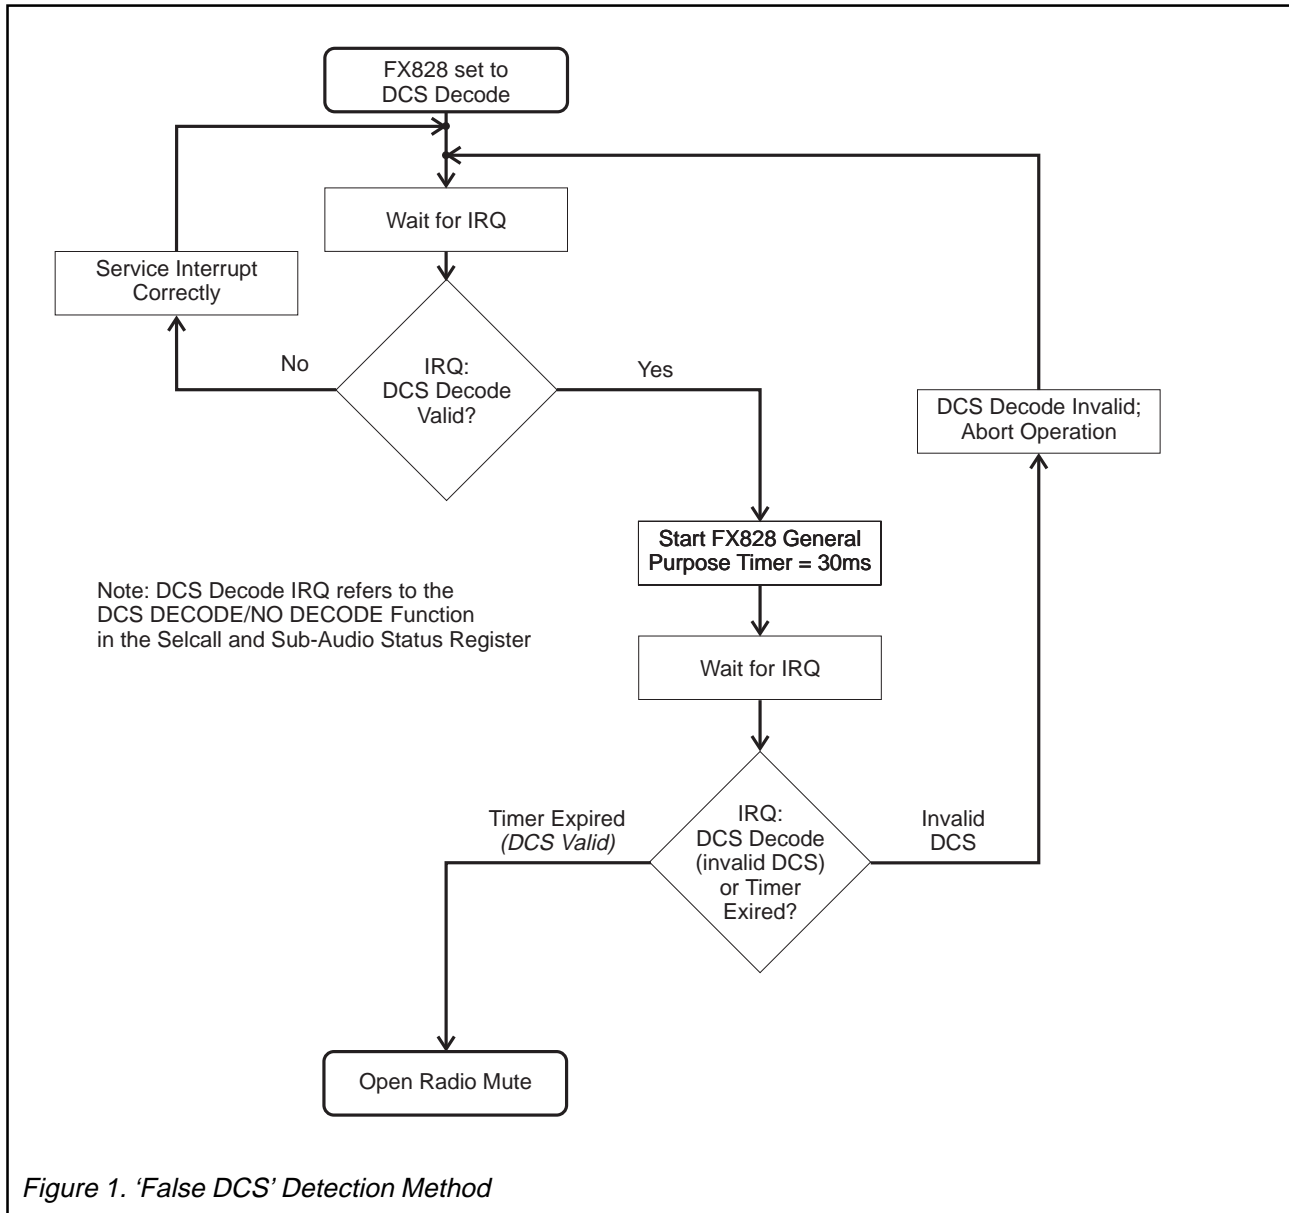 FX828 set to
DCS Decode
Wait for IRQ
Service Interrupt
Correctly
No
IRQ:
DCS Decode
Valid?
Yes
DCS Decode Invalid;
Abort Operation
Start FX828 General
Purpose Timer = 30ms
Note: DCS Decode IRQ refers to the
DCS DECODE/NO DECODE Function
in the Selcall and Sub-Audio Status Register
Wait for IRQ
Timer Expired
(DCS Valid)
IRQ:
DCS Decode
(invalid DCS)
or Timer
Exired?
Invalid
DCS
Open Radio Mute
Figure 1. ‘False DCS’ Detection Method